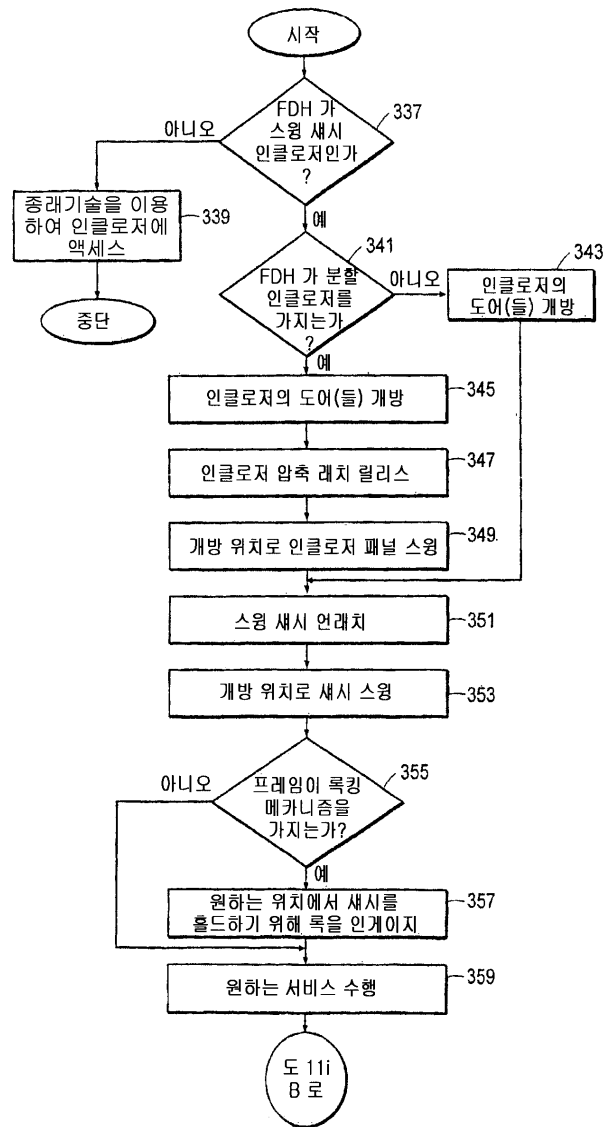 시작
FDH 가
스윙 섀시
인클로저인가
?
337
아니오
종래기술을 이용
하여 인클로저에
액세스
339
중단
예
FDH 가 분할
인클로저를
가지는가
?
341
아니오
인클로저의
도어(들) 개방
343
예
인클로저의 도어(들) 개방
345
인클로저 압축 래치 릴리스
347
개방 위치로 인클로저 패널 스윙
349
스윙 섀시 언래치
351
개방 위치로 섀시 스윙
353
프레임이 록킹
메카니즘을
가지는가?
355
아니오
예
원하는 위치에서 섀시를
홀드하기 위해 록을 인게이지
357
원하는 서비스 수행
359
도 11i
B 로